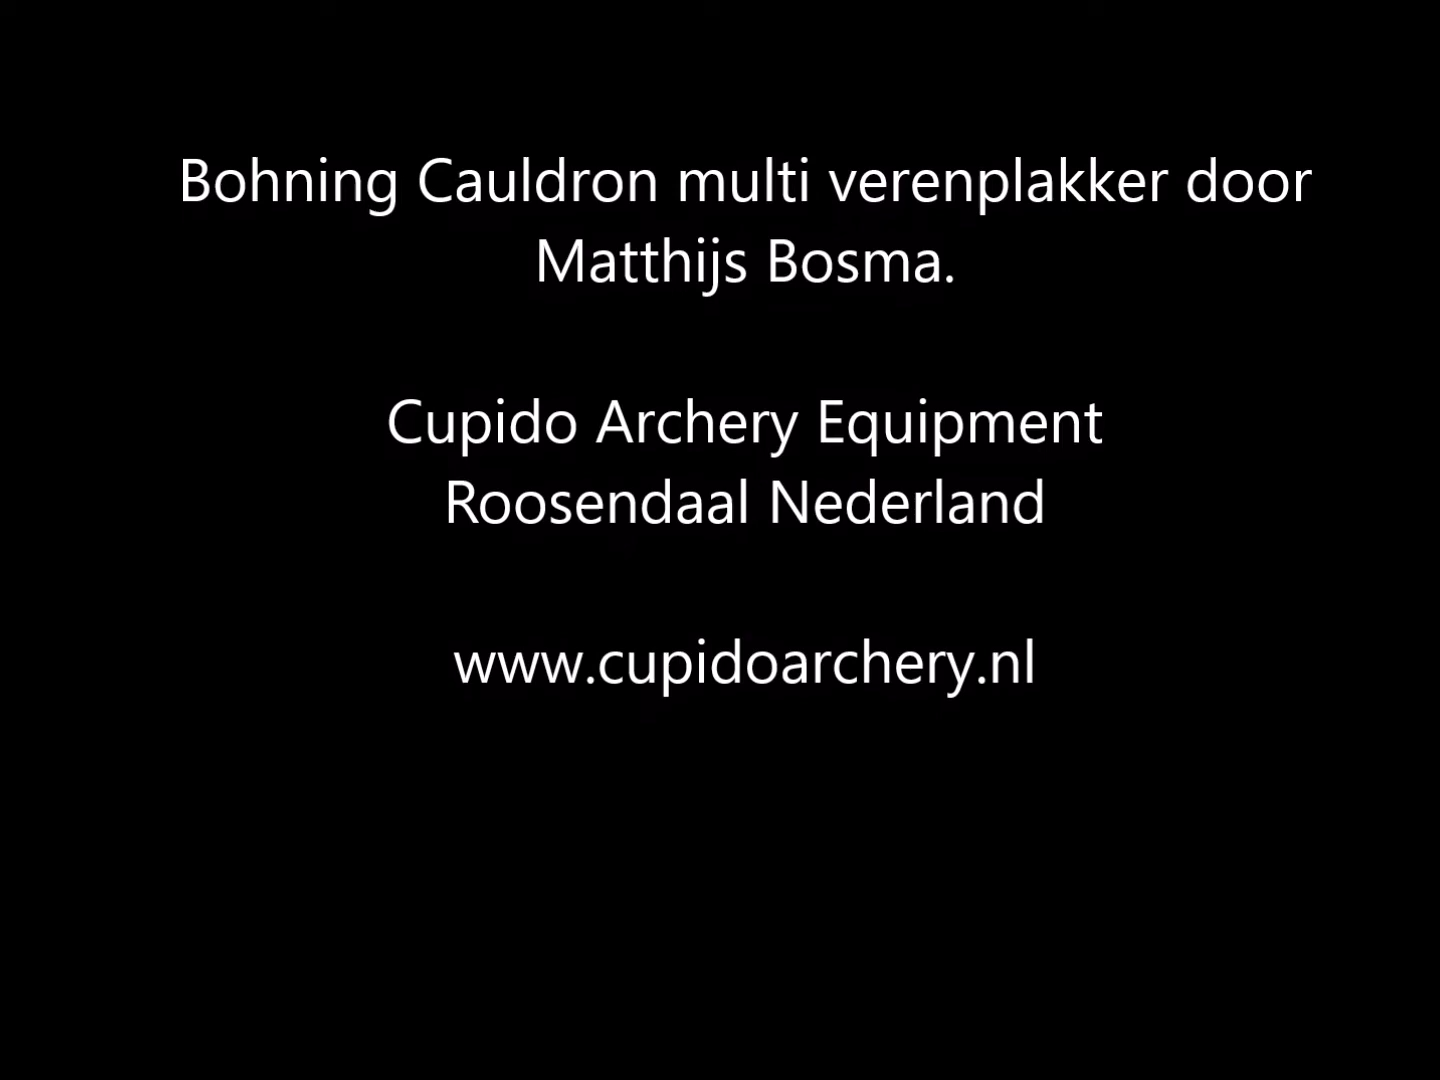 Bohning Cauldron multi verenplakker door
Matthijs Bosma.
Cupido Archery Equipment
Roosendaal Nederland
www.cupidoarchery.nl